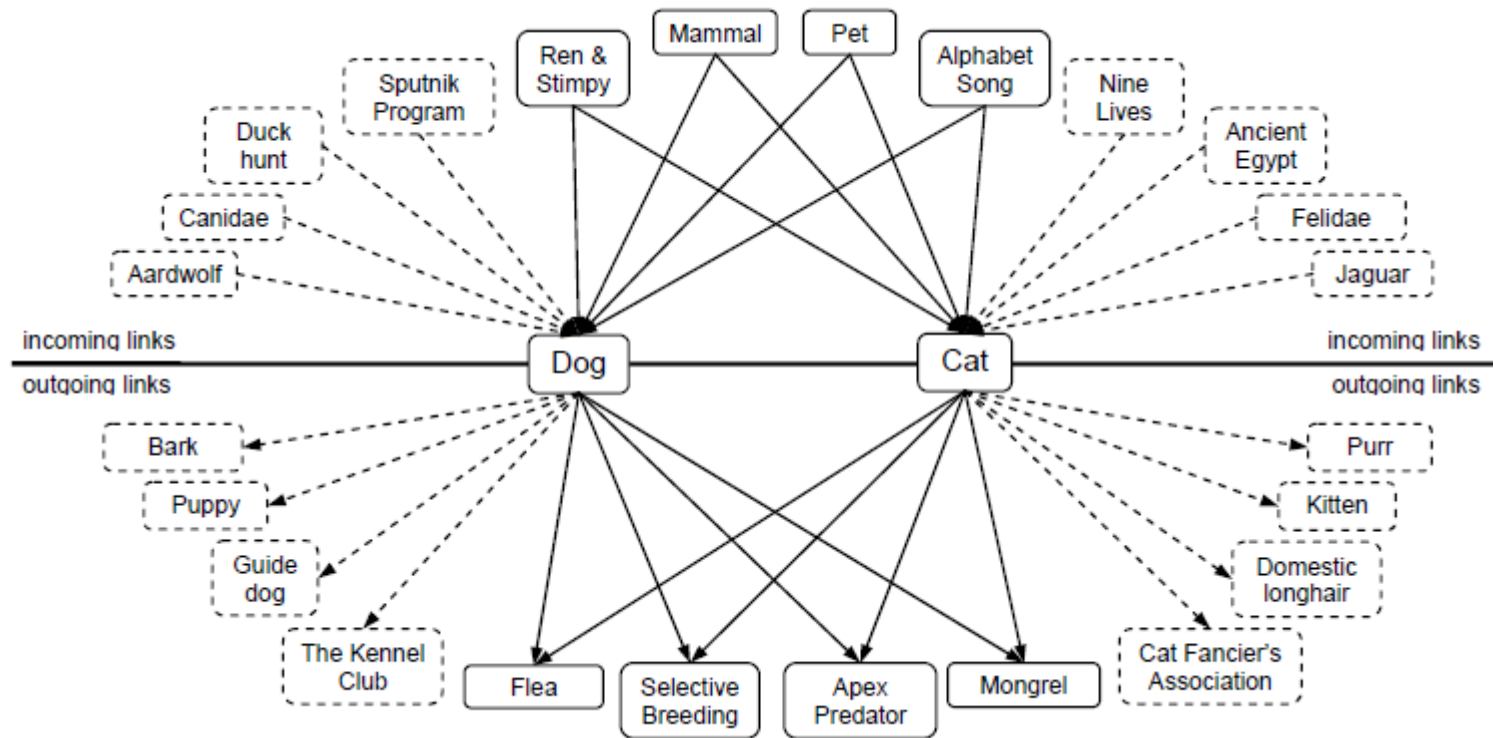 Mammal
Pet
Ren &
Stimpy
Alphabet
Song
Sputnik
Program
Nine
Lives
Duck
hunt
Ancient
Egypt
Canidae
Felidae
Aardwolf
Jaguar
incoming links
incoming links
Dog
Cat
outgoing links
outgoing links
Bark
Purr
Puppy
Kitten
Guide
dog
Domestic
longhair
The Kennel
Club
Cat Fancier's
Association
Flea
Selective
Breeding
Apex
Predator
Mongrel